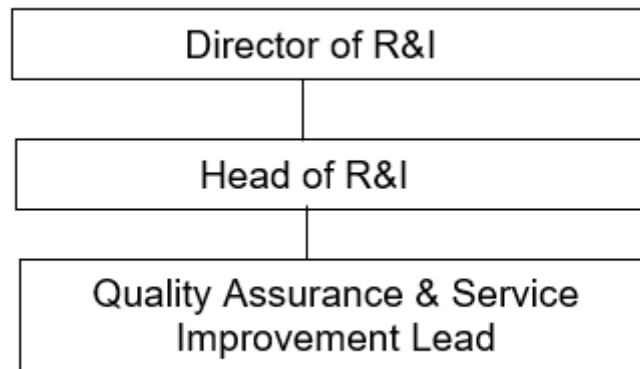 Director of R&I
Head of R&I
Quality Assurance & Service
Improvement Lead